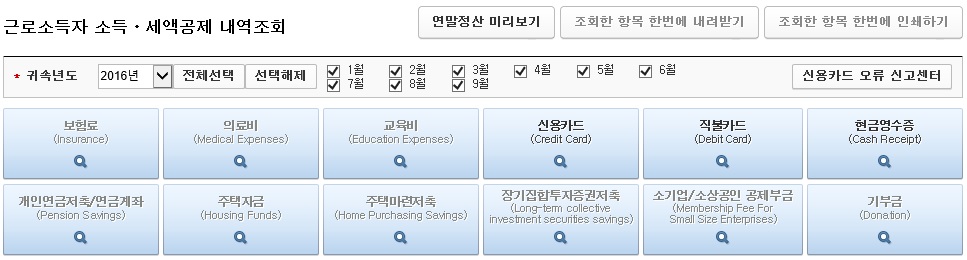 근로소득자 소득・세액공제 내역조회
연말정산 미리보기
조회한 항목 한번에 내려받기
조회한 항목 한번에 인쇄하기
* 귀속년도 2016년 전체선택 선택해제 1월 2월 3월 4월 5월 6월
7월 8월 9월
신용카드 오류 신고센터
보험료
(Insurance)
의료비
(Medical Expenses)
교육비
(Education Expenses)
신용카드
(Credit Card)
직불카드
(Debit Card)
현금영수증
(Cash Receipt)
개인연금저축/연금계좌
(Pension Savings)
주택자금
(Housing Funds)
주택마련저축
(Home Purchasing Savings)
장기집합투자증권저축
(Long-term collective
investment securities savings)
소기업/소상공인 공제부금
(Membership Fee For
Small Size Enterprises)
기부금
(Donation)